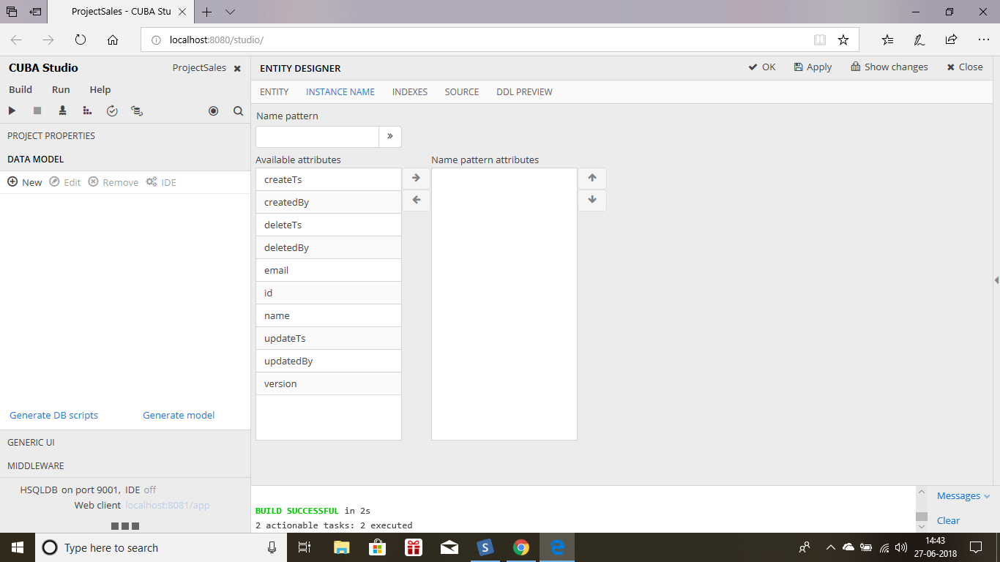 ProjectSales - CUBA Stu
localhost:8080/studio/
CUBA Studio
ProjectSales
Build Run Help
PROJECT PROPERTIES
DATA MODEL
New Edit Remove IDE
Generate DB scripts Generate model
GENERIC UI
MIDDLEWARE
HSQLDB on port 9001, IDE off
Web client localhost:8081/app
ENTITY DESIGNER
OK Apply Show changes Close
ENTITY INSTANCE NAME INDEXES SOURCE DDL PREVIEW
Name pattern
Available attributes
createTs
createdBy
deleteTs
deletedBy
email
id
name
updateTs
updatedBy
version
Name pattern attributes
BUILD SUCCESSFUL in 2s
2 actionable tasks: 2 executed
Messages
Clear
Type here to search
S
14:43
27-06-2018